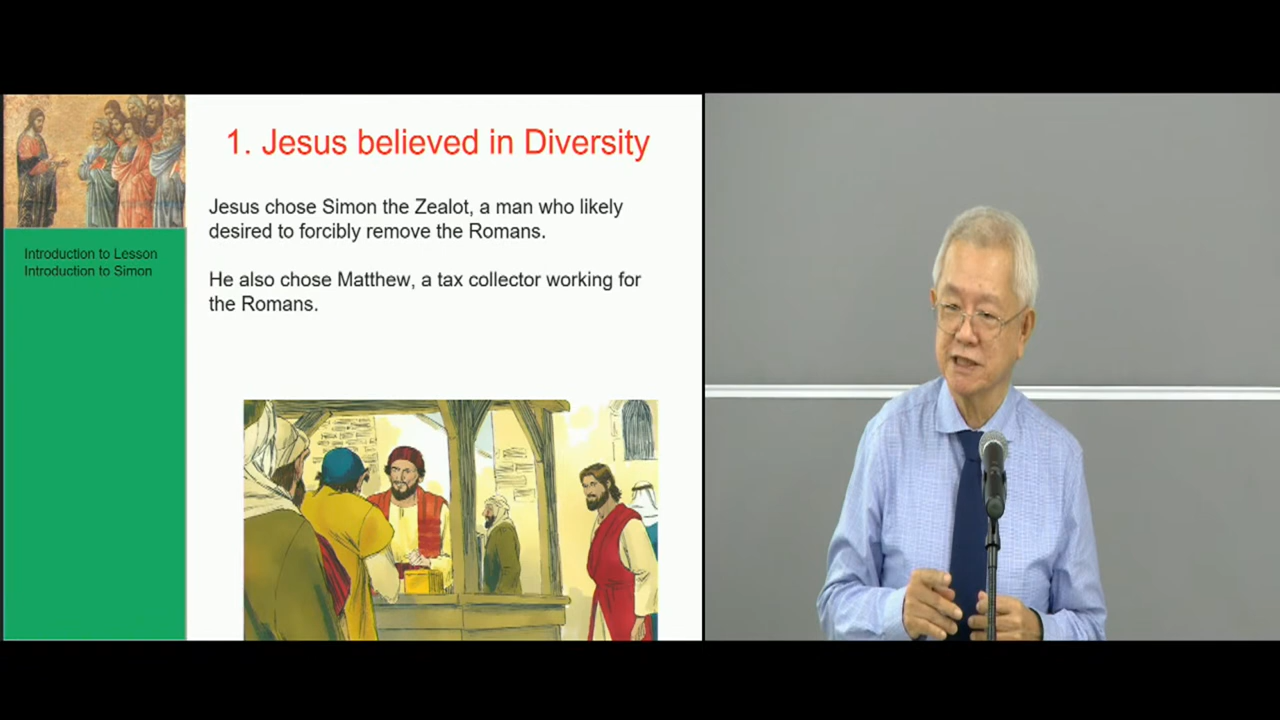 1. Jesus believed in Diversity
Jesus chose Simon the Zealot, a man who likely
desired to forcibly remove the Romans.
He also chose Matthew, a tax collector working for
the Romans.
Introduction to Lesson
Introduction to Simon